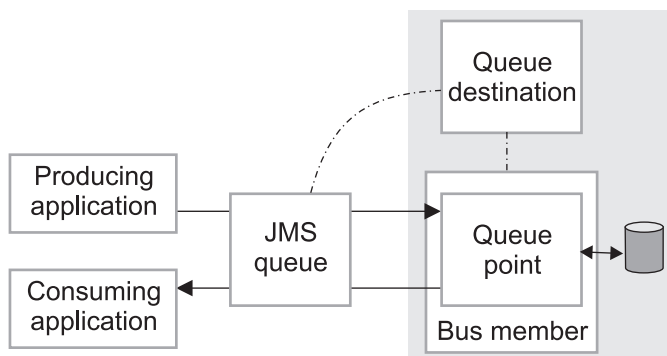 Queue
destination
Producing
application
JMS
queue
Queue
point
Consuming
application
Bus member